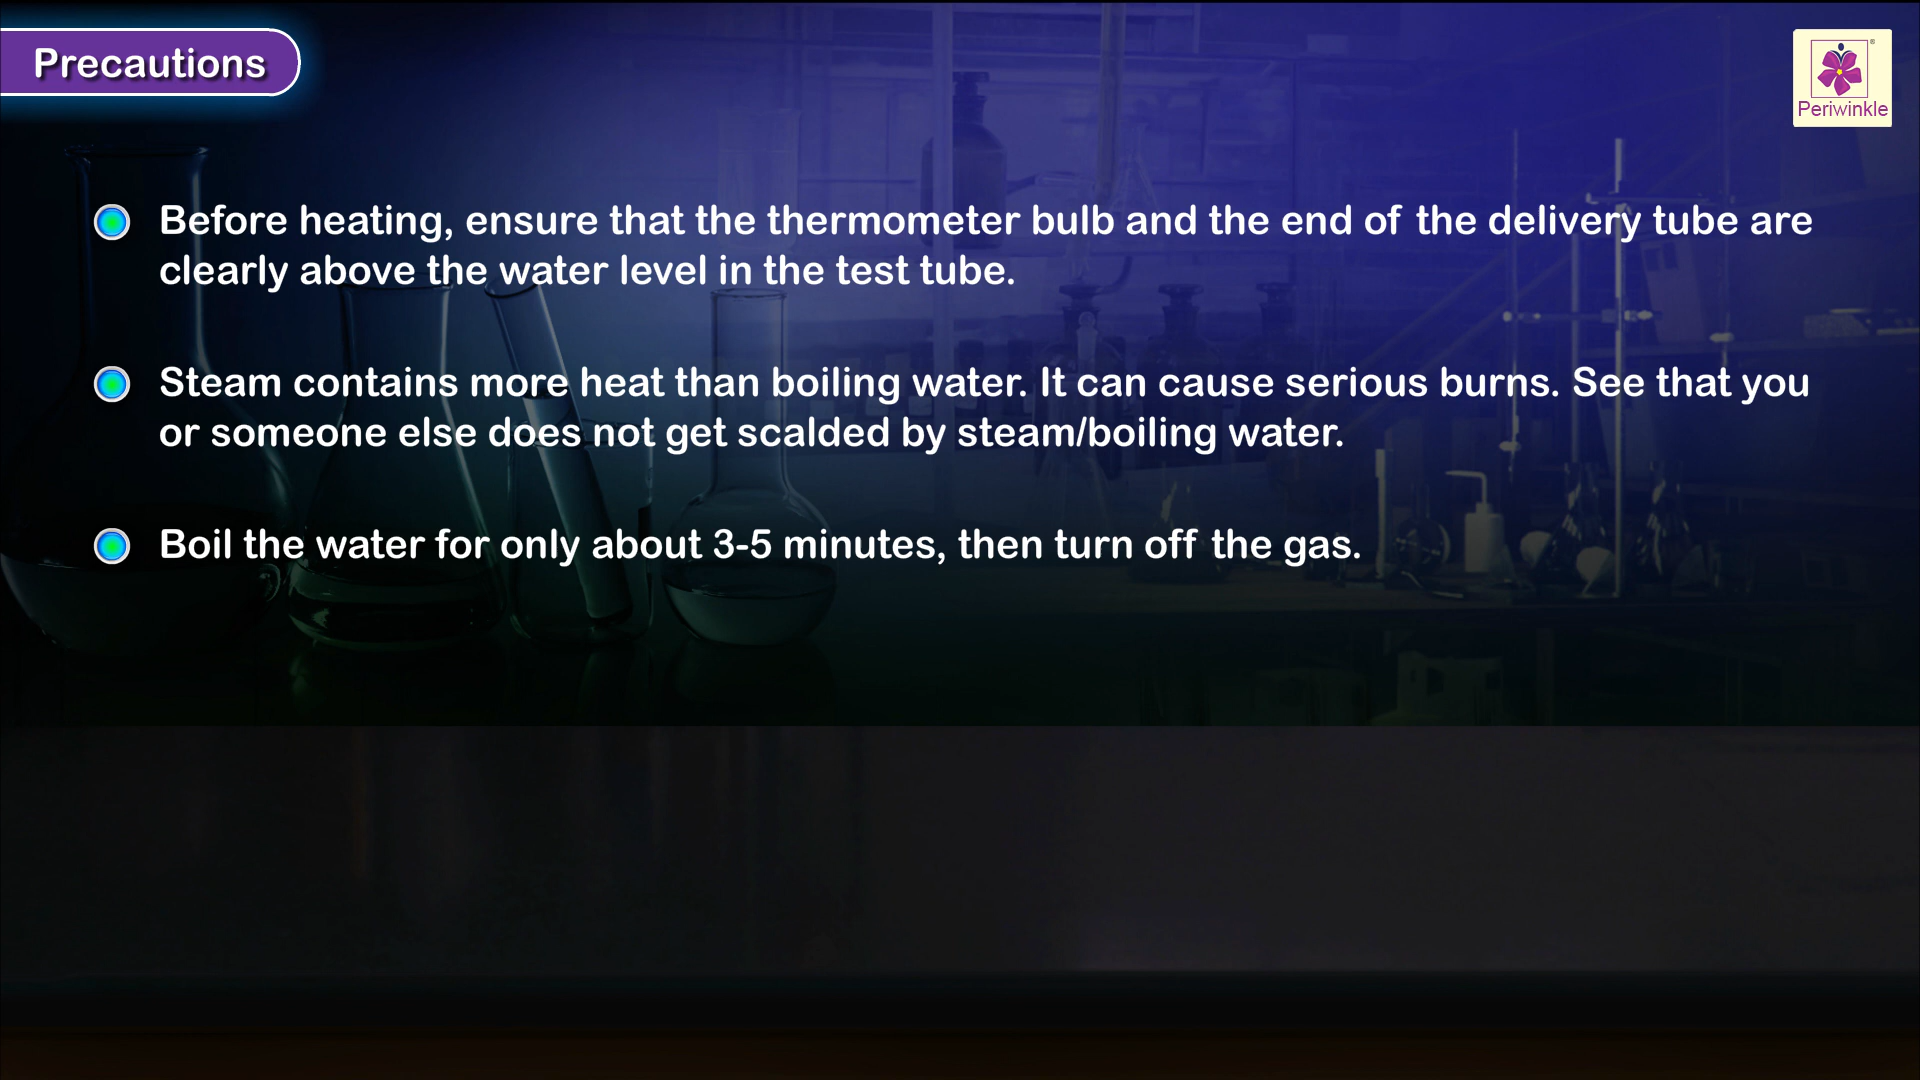 Precautions
Periwinkle
Before heating, ensure that the thermometer bulb and the end of the delivery tube are
clearly above the water level in the test tube.
Steam contains more heat than boiling water. It can cause serious burns. See that you
or someone else does not get scalded by steam/boiling water.
Boil the water for only about 3-5 minutes, then turn off the gas.